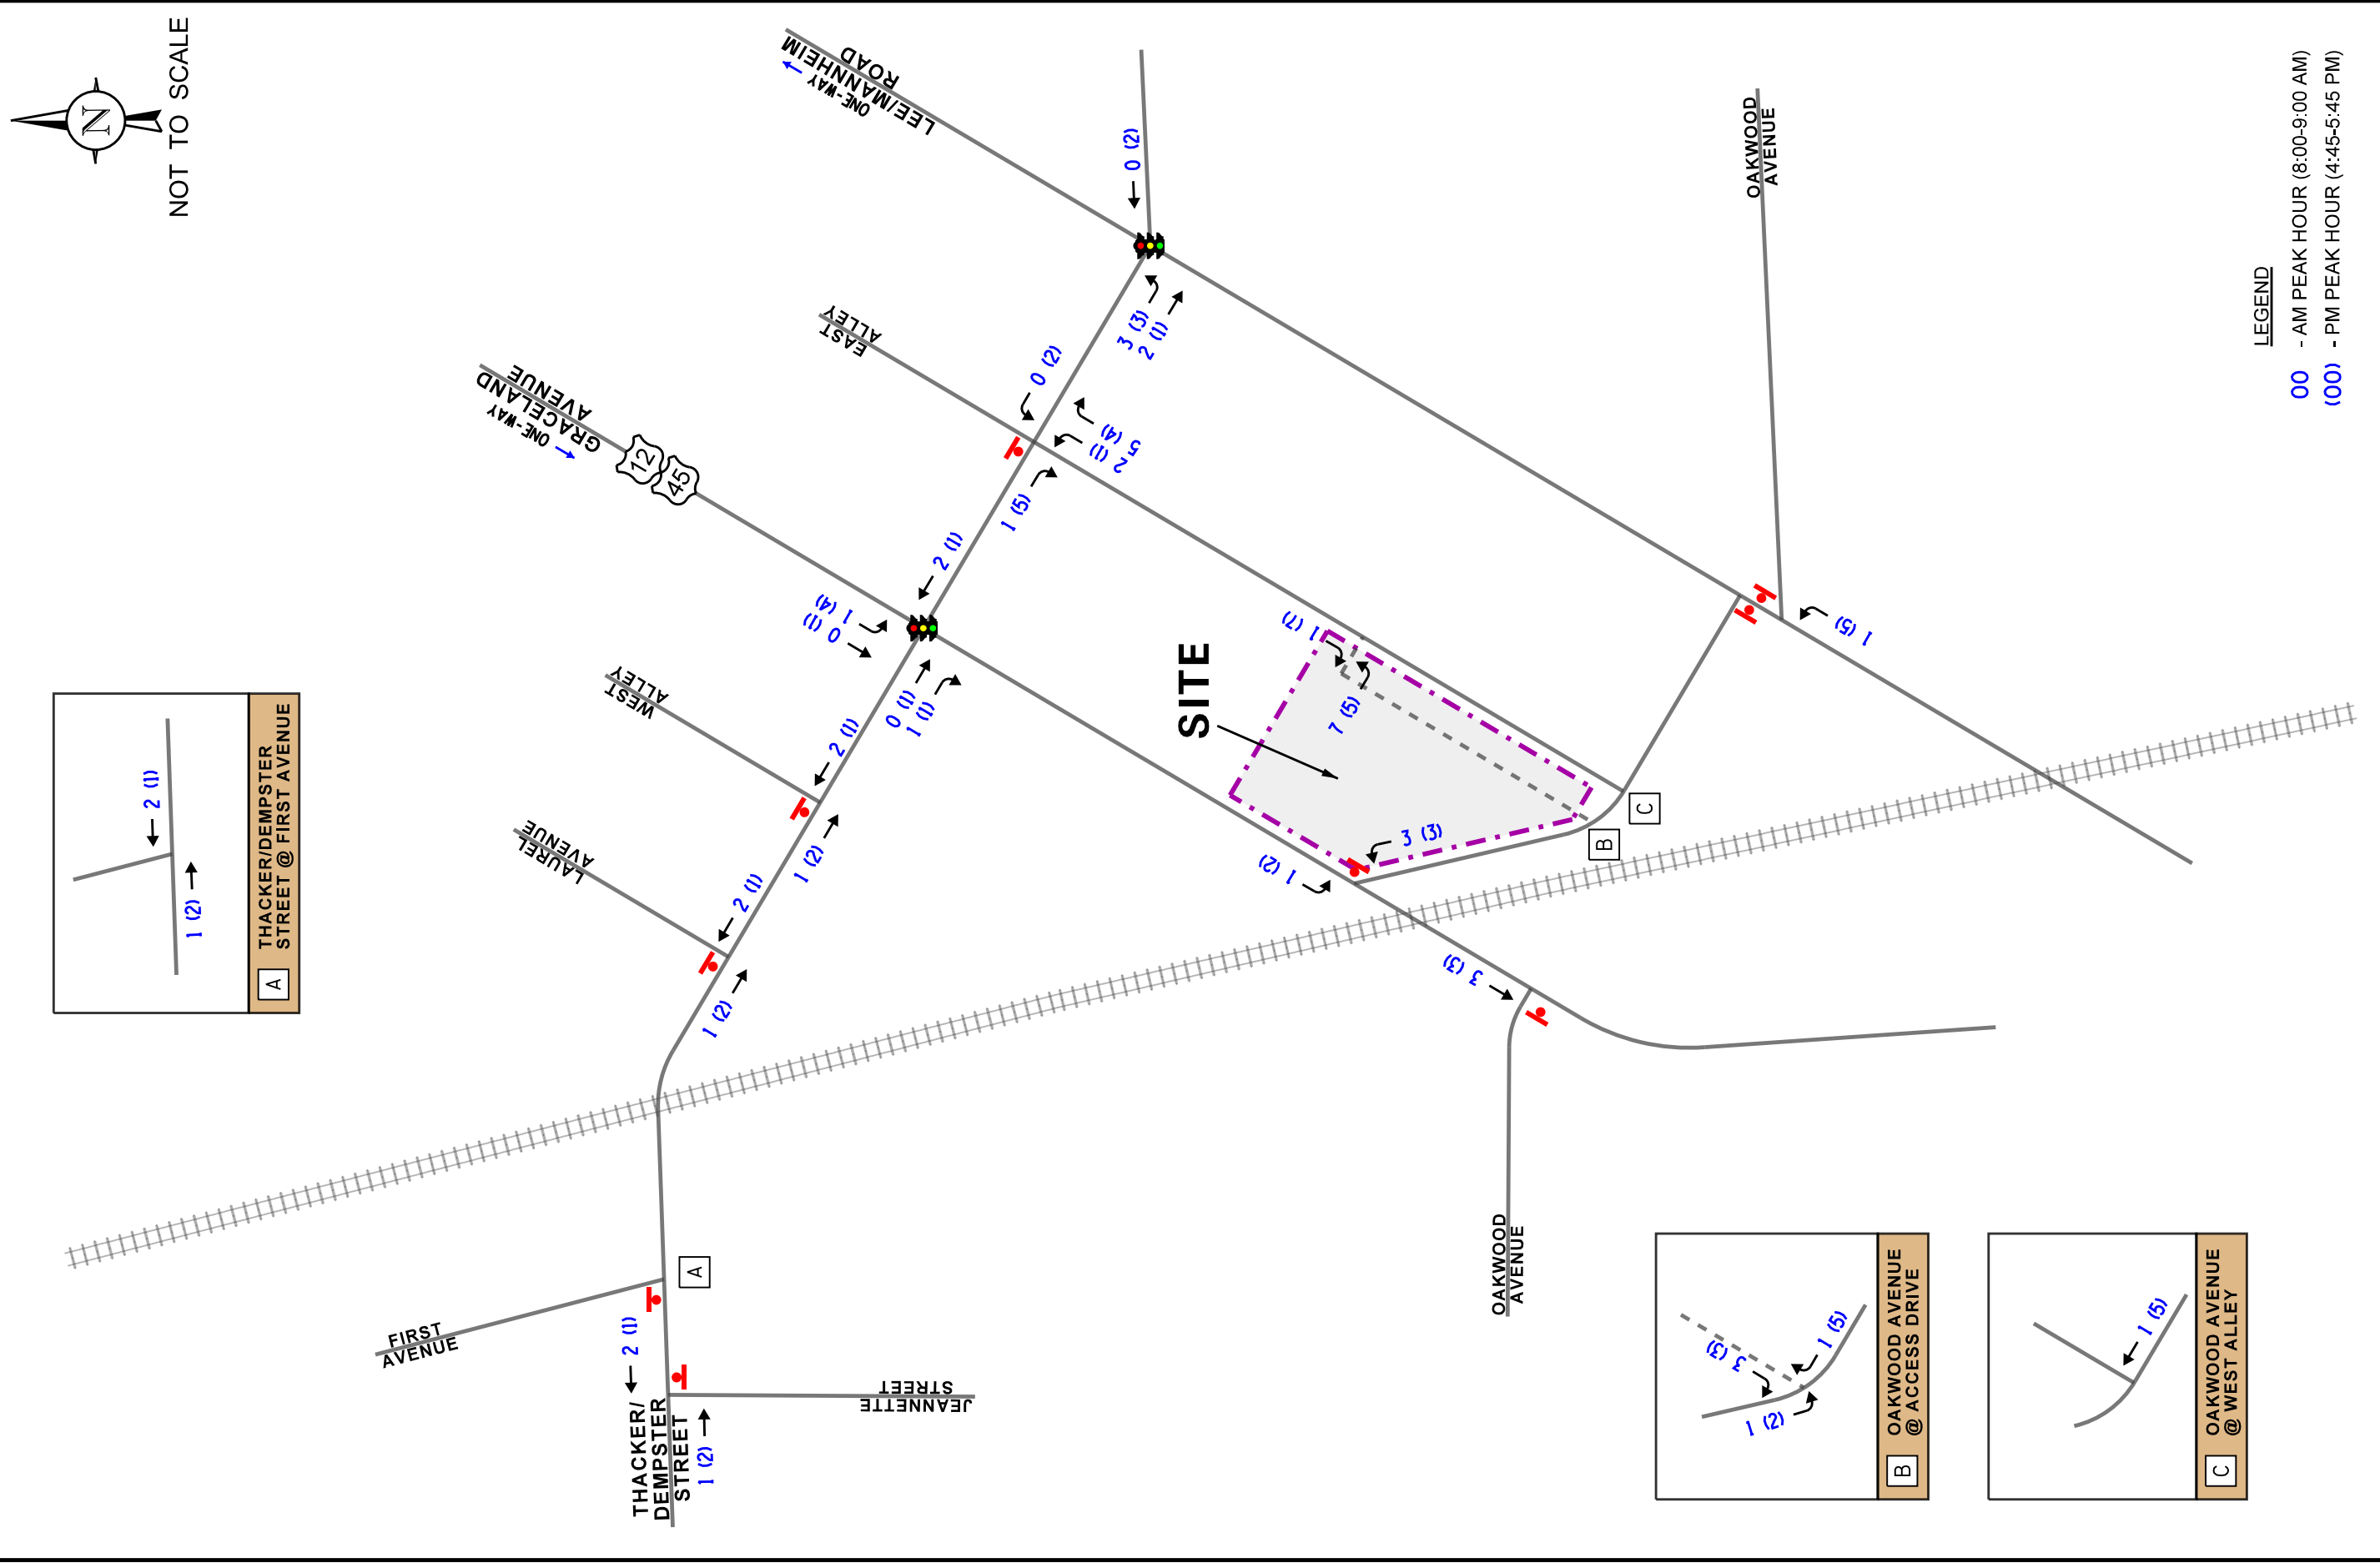 N
NOT TO SCALE
ONE-WAY
LEE/MANNHEIM
ROAD
0 (2)
OAKWOOD
AVENUE
EAST
ALLEY
ONE-WAY
GRACELAND
AVENUE
12
45
0 (2)
3 (3)
2 (1)
5 (4)
2 (1)
1 (5)
2 (1)
1 (4)
0 (1)
0 (1)
1 (1)
WEST
ALLEY
2 (1)
1 (2)
LAUREL
AVENUE
2 (1)
1 (2)
SITE
1 (7)
7 (5)
3 (3)
1 (2)
3 (3)
1 (5)
B
C
OAKWOOD
AVENUE
FIRST
AVENUE
A
2 (1)
THACKER/
DEMPSTER
STREET
1 (2)
JEANNETTE
STREET
2 (1)
1 (2)
A
THACKER/DEMPSTER
STREET @ FIRST AVENUE
3 (3)
1 (5)
1 (2)
B
OAKWOOD AVENUE
@ ACCESS DRIVE
1 (5)
C
OAKWOOD AVENUE
@ WEST ALLEY
LEGEND
00 - AM PEAK HOUR (8:00-9:00 AM)
(00) - PM PEAK HOUR (4:45-5:45 PM)